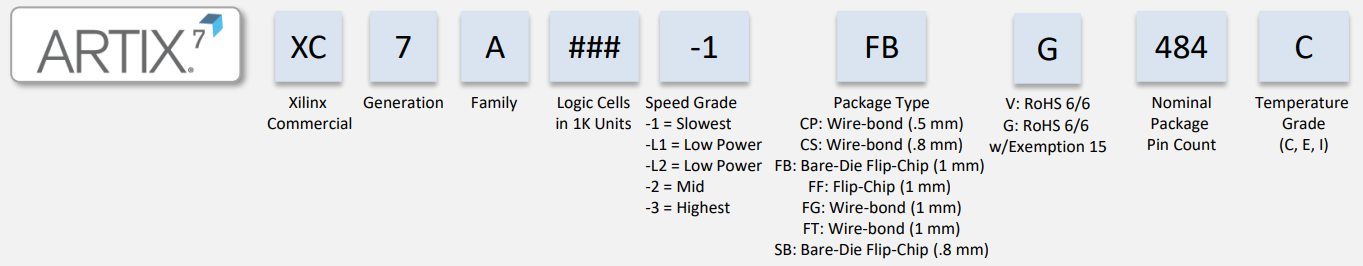 ARTIX® 7
XC
7
A
###
-1
FB
G
484
C
Xilinx
Commercial
Generation
Family
Logic Cells
in 1K Units
Speed Grade
-1 = Slowest
-L1 = Low Power
-L2 = Low Power
-2 = Mid
-3 = Highest
Package Type
CP: Wire-bond (.5 mm)
CS: Wire-bond (.8 mm)
FB: Bare-Die Flip-Chip (1 mm)
FF: Flip-Chip (1 mm)
FG: Wire-bond (1 mm)
FT: Wire-bond (1 mm)
SB: Bare-Die Flip-Chip (.8 mm)
V: RoHS 6/6
G: RoHS 6/6
w/Exemption 15
Nominal
Package
Pin Count
Temperature
Grade
(C, E, I)